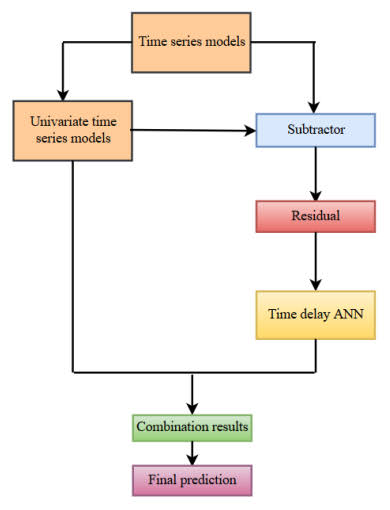 Time series models
Univariate time
series models
Subtractor
Residual
Time delay ANN
Combination results
Final prediction